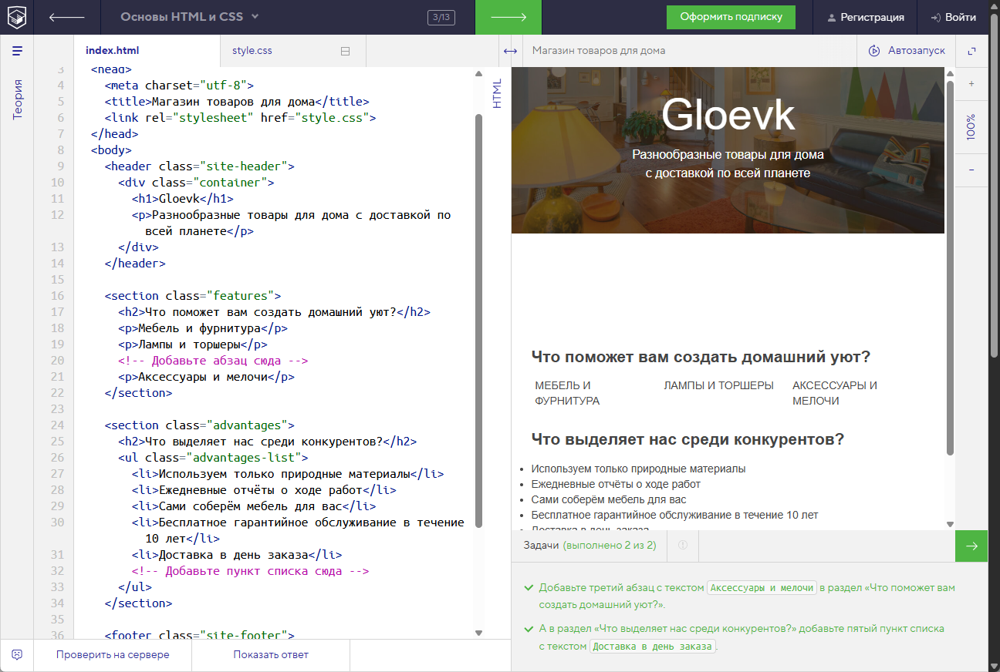 Основы HTML и CSS
3/13
Оформить подписку
Регистрация
Войти
index.html
style.css
Магазин товаров для дома
Автозапуск
Теория
HTML
+
100%
−
3 <head>
4 <meta charset="utf-8">
5 <title>Магазин товаров для дома</title>
6 <link rel="stylesheet" href="style.css">
7 </head>
8 <body>
9 <header class="site-header">
10 <div class="container">
11 <h1>Gloevk</h1>
12 <p>Разнообразные товары для дома с доставкой по
всей планете</p>
13 </div>
14 </header>
15
16 <section class="features">
17 <h2>Что поможет вам создать домашний уют?</h2>
18 <p>Мебель и фурнитура</p>
19 <p>Лампы и торшеры</p>
20 <!-- Добавьте абзац сюда -->
21 <p>Аксессуары и мелочи</p>
22 </section>
23
24 <section class="advantages">
25 <h2>Что выделяет нас среди конкурентов?</h2>
26 <ul class="advantages-list">
27 <li>Используем только природные материалы</li>
28 <li>Ежедневные отчёты о ходе работ</li>
29 <li>Сами соберём мебель для вас</li>
30 <li>Бесплатное гарантийное обслуживание в течение
10 лет</li>
31 <li>Доставка в день заказа</li>
32 <!-- Добавьте пункт списка сюда -->
33 </ul>
34 </section>
35
36 <footer class="site-footer">
Проверить на сервере
Показать ответ
Gloevk
Разнообразные товары для дома
с доставкой по всей планете
Что поможет вам создать домашний уют?
МЕБЕЛЬ И
ФУРНИТУРА
ЛАМПЫ И ТОРШЕРЫ
АКСЕССУАРЫ И
МЕЛОЧИ
Что выделяет нас среди конкурентов?
• Используем только природные материалы
• Ежедневные отчёты о ходе работ
• Сами соберём мебель для вас
• Бесплатное гарантийное обслуживание в течение 10 лет
• Доставка в день заказа
Задачи (выполнено 2 из 2)
Добавьте третий абзац с текстом Аксессуары и мелочи в раздел «Что поможет вам
создать домашний уют?».
А в раздел «Что выделяет нас среди конкурентов?» добавьте пятый пункт списка
с текстом Доставка в день заказа.